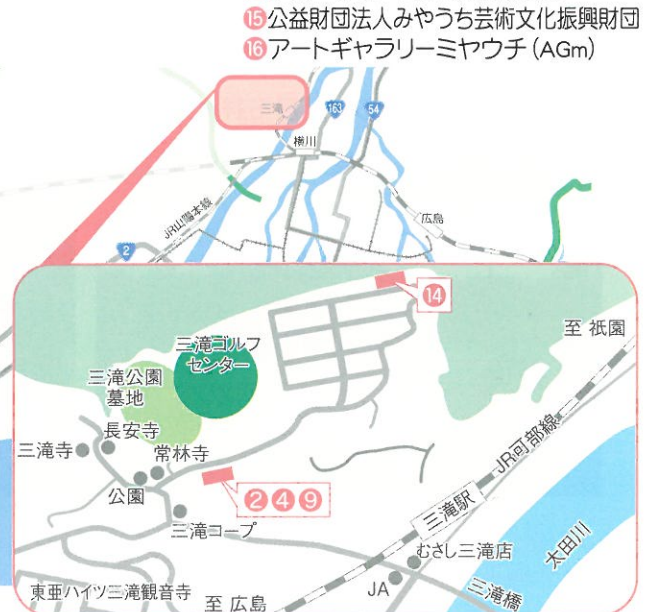 ⑮公益財団法人みやうち芸術文化振興財団
⑯アートギャラリーミヤウチ(AGm)
三滝
163
54
横川
JR山陽本線
広島
2
⑭
至 祇園
三滝ゴルフ
センター
三滝公園
墓地
長安寺
三滝寺
常林寺
公園
②④⑨
三滝コープ
JR可部線
三滝駅
むさし三滝店
太田川
JA
三滝橋
東亜ハイツ三滝観音寺
至 広島